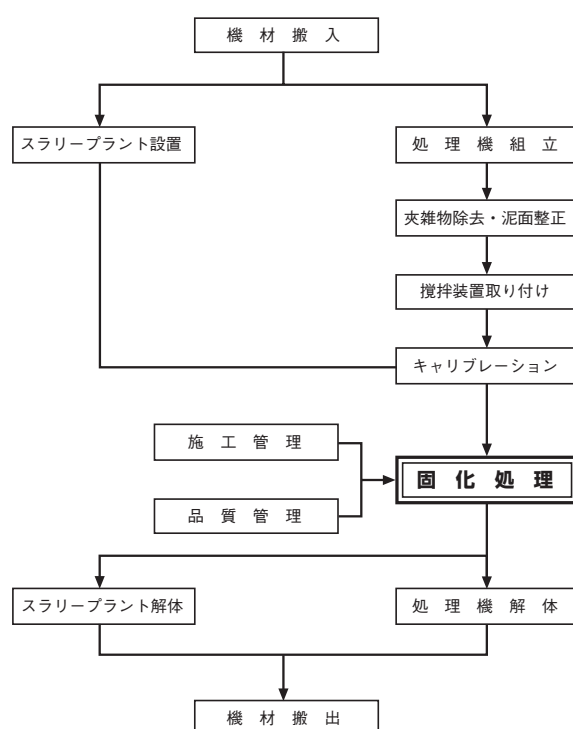 機材搬入
スラリープラント設置
処理機組立
夾雑物除去・泥面整正
撹拌装置取り付け
キャリブレーション
施工管理
固化処理
品質管理
スラリープラント解体
処理機解体
機材搬出